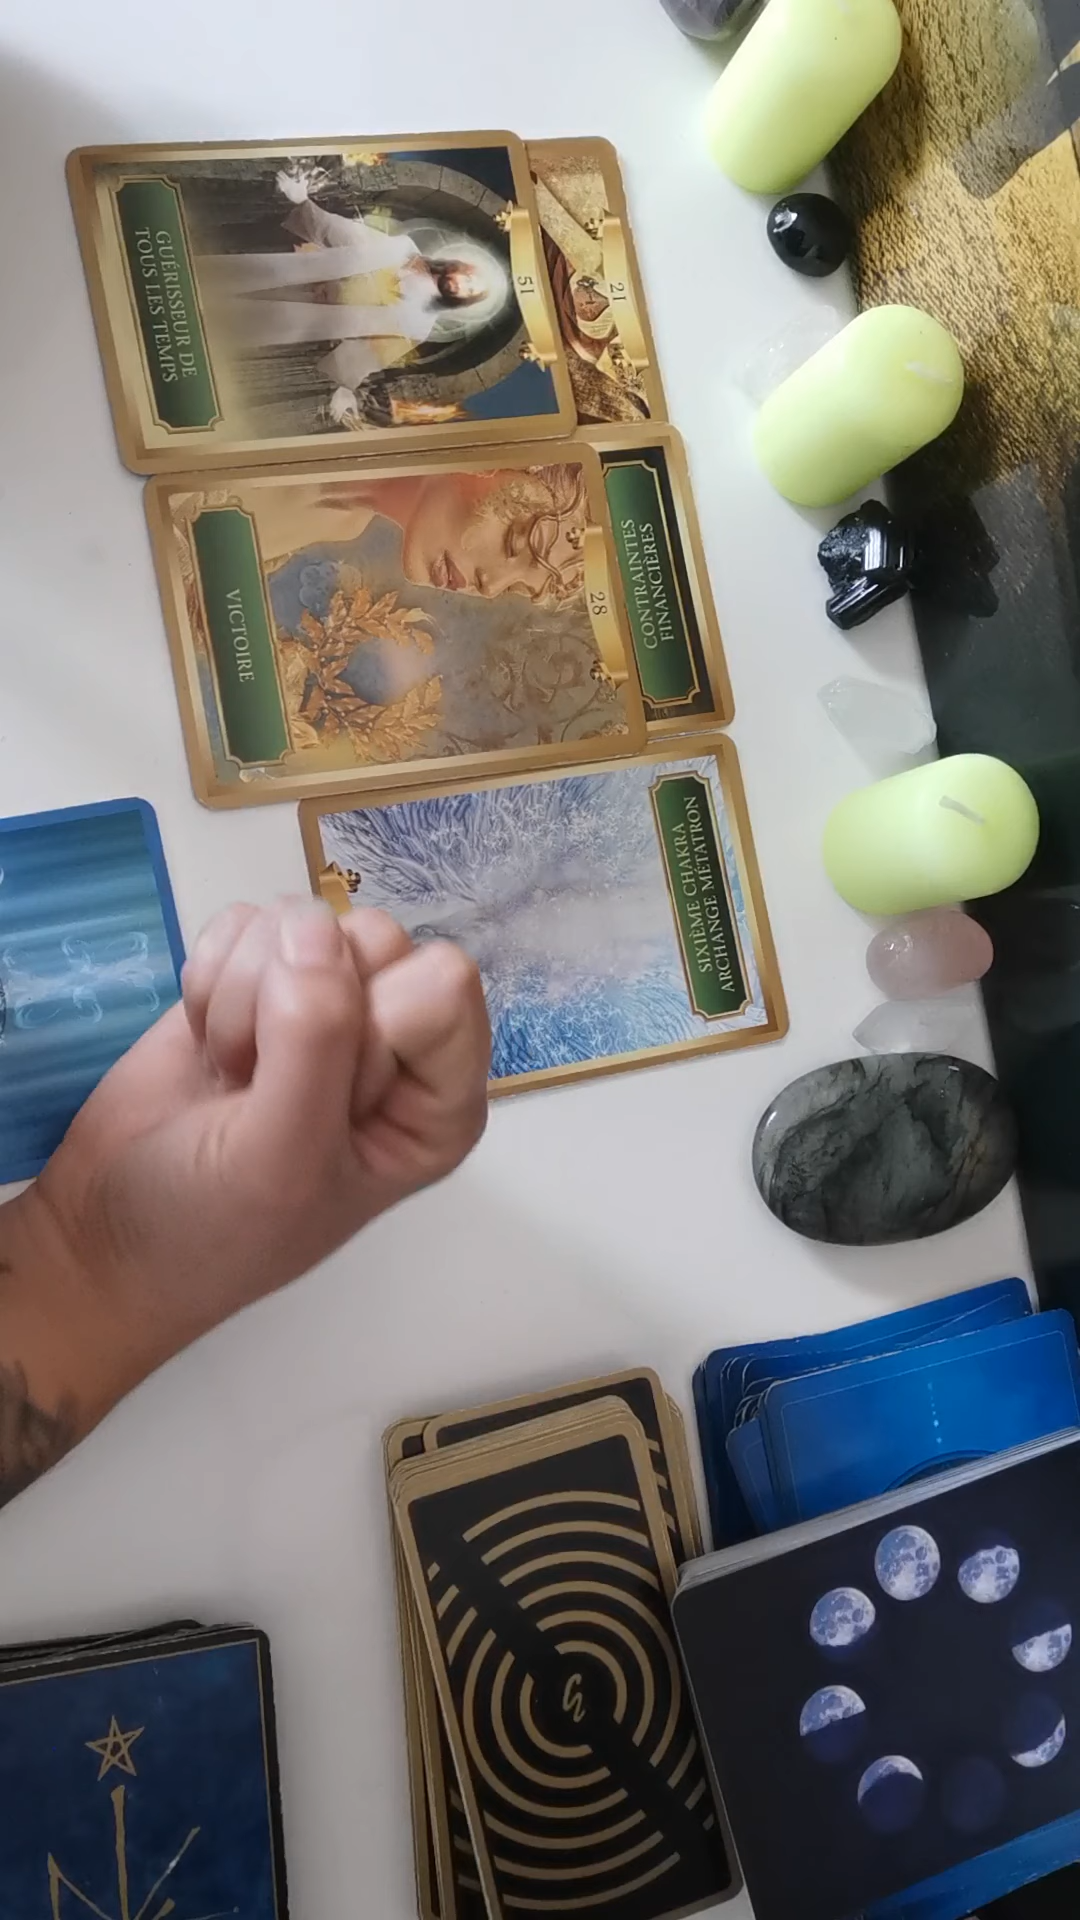 51
GUÉRISSEUR DE
TOUS LES TEMPS
21
28
VICTOIRE
CONTRAINTES
FINANCIÈRES
SIXIÈME CHAKRA
ARCHANGE MÉTATRON